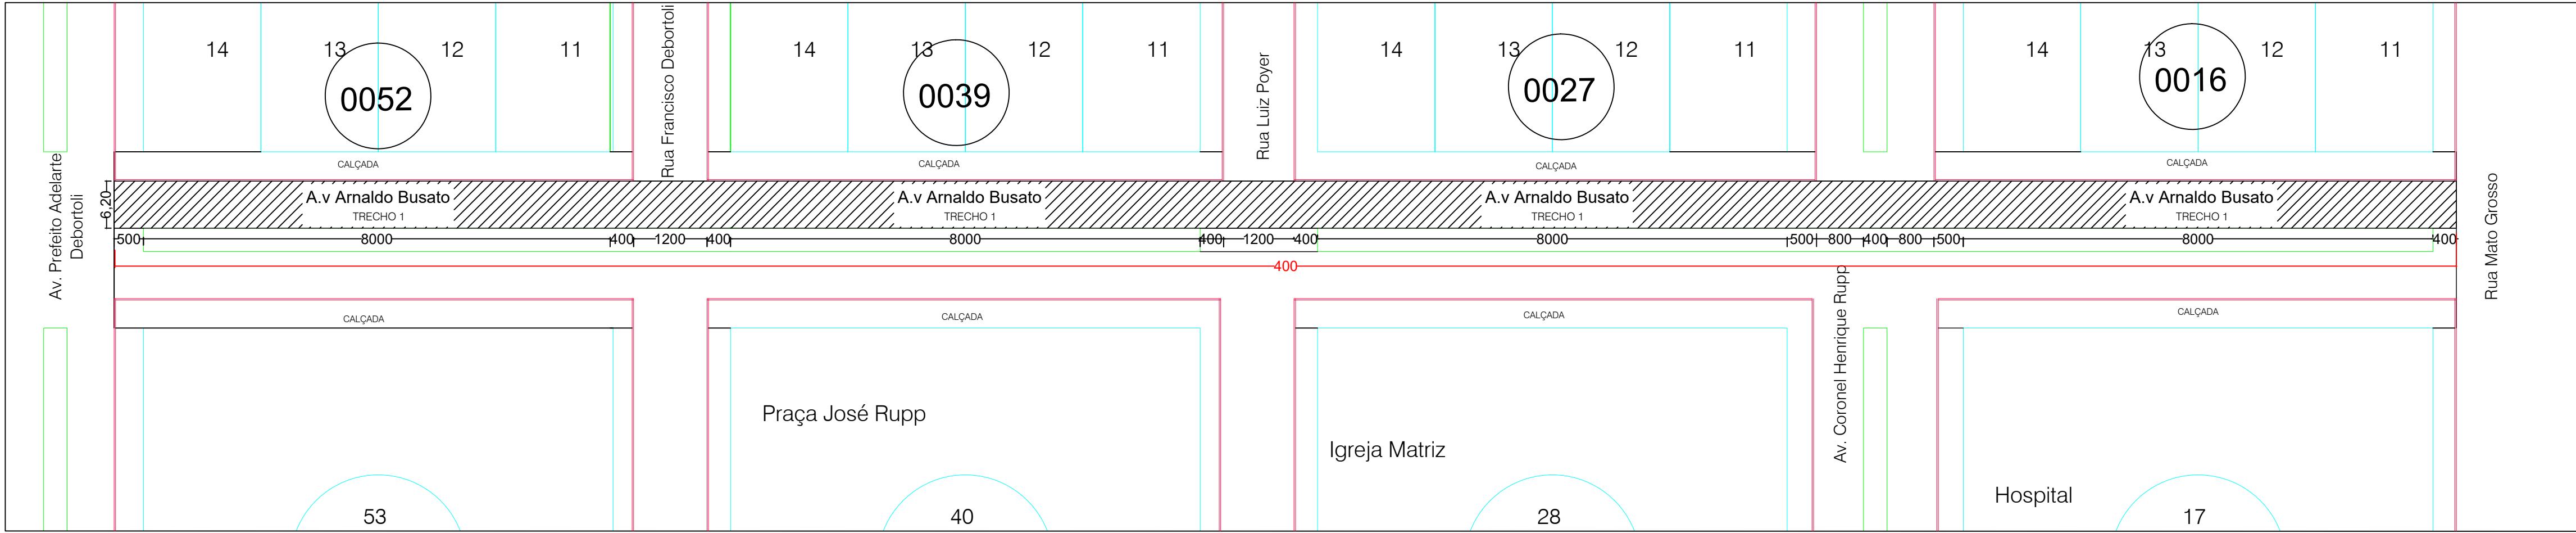 14 13 12 11 14 13 12 11 14 13 12 11 14 13 12 11
0052 0039 0027 0016
Rua Francisco Debortoli
Rua Luiz Poyer
CALÇADA CALÇADA CALÇADA CALÇADA
Av. Prefeito Adelarte
Debortoli
6,20
A.v Arnaldo Busato A.v Arnaldo Busato A.v Arnaldo Busato A.v Arnaldo Busato
TRECHO 1 TRECHO 1 TRECHO 1 TRECHO 1
Rua Mato Grosso
500 8000 400 1200 400 8000 400 1200 400 8000 500 800 400 800 500 8000 400
400
CALÇADA CALÇADA CALÇADA CALÇADA
Av. Coronel Henrique Rupp
Praça José Rupp
Igreja Matriz
Hospital
53 40 28 17